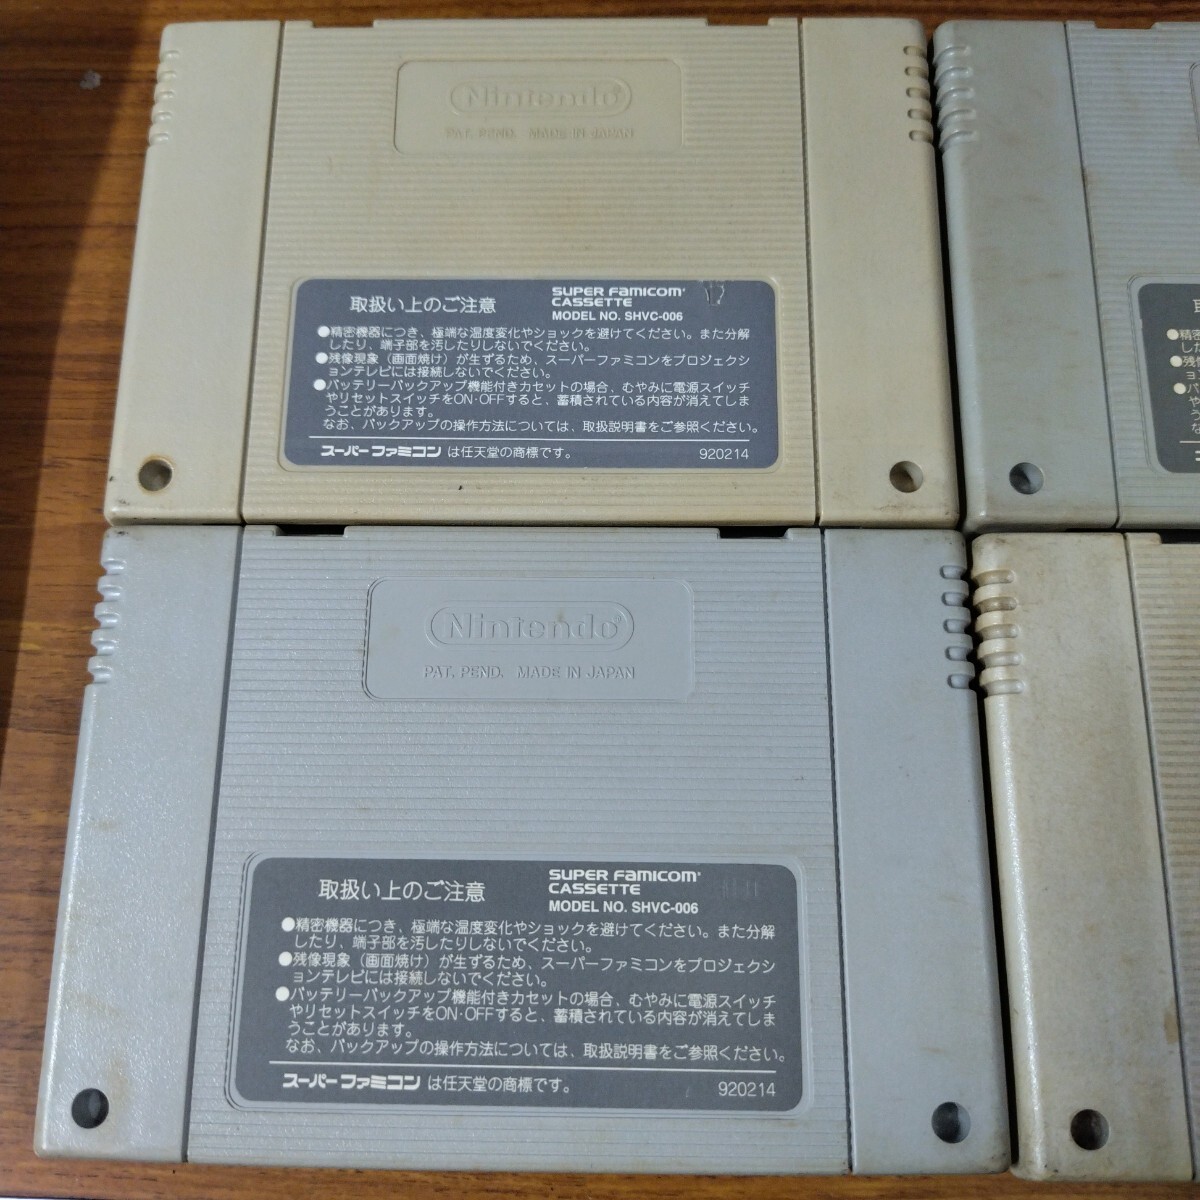 Nintendo®
PAT. PEND. MADE IN JAPAN
取扱い上のご注意
SUPER FAMICOM
CASSETTE
MODEL NO. SHVC-006
●精密機器につき、極端な温度変化やショックを避けてください。また分解
したり、端子部を汚したりしないでください。
●残像現象（画面焼け）が生ずるため、スーパーファミコンをプロジェクシ
ョンテレビには接続しないでください。
●バッテリーバックアップ機能付きカセットの場合、むやみに電源スイッチ
やリセットスイッチをON・OFFすると、蓄積されている内容が消えてしま
うことがあります。
なお、バックアップの操作方法については、取扱説明書をご参照ください。
スーパーファミコン は任天堂の商標です。
920214
取扱
●精密
した
●残像
ョン
●バ
や
う
な
Nintendo®
PAT. PEND. MADE IN JAPAN
取扱い上のご注意
SUPER FAMICOM
CASSETTE
MODEL NO. SHVC-006
●精密機器につき、極端な温度変化やショックを避けてください。また分解
したり、端子部を汚したりしないでください。
●残像現象（画面焼け）が生ずるため、スーパーファミコンをプロジェクシ
ョンテレビには接続しないでください。
●バッテリーバックアップ機能付きカセットの場合、むやみに電源スイッチ
やリセットスイッチをON・OFFすると、蓄積されている内容が消えてしま
うことがあります。
なお、バックアップの操作方法については、取扱説明書をご参照ください。
スーパーファミコン は任天堂の商標です。
920214